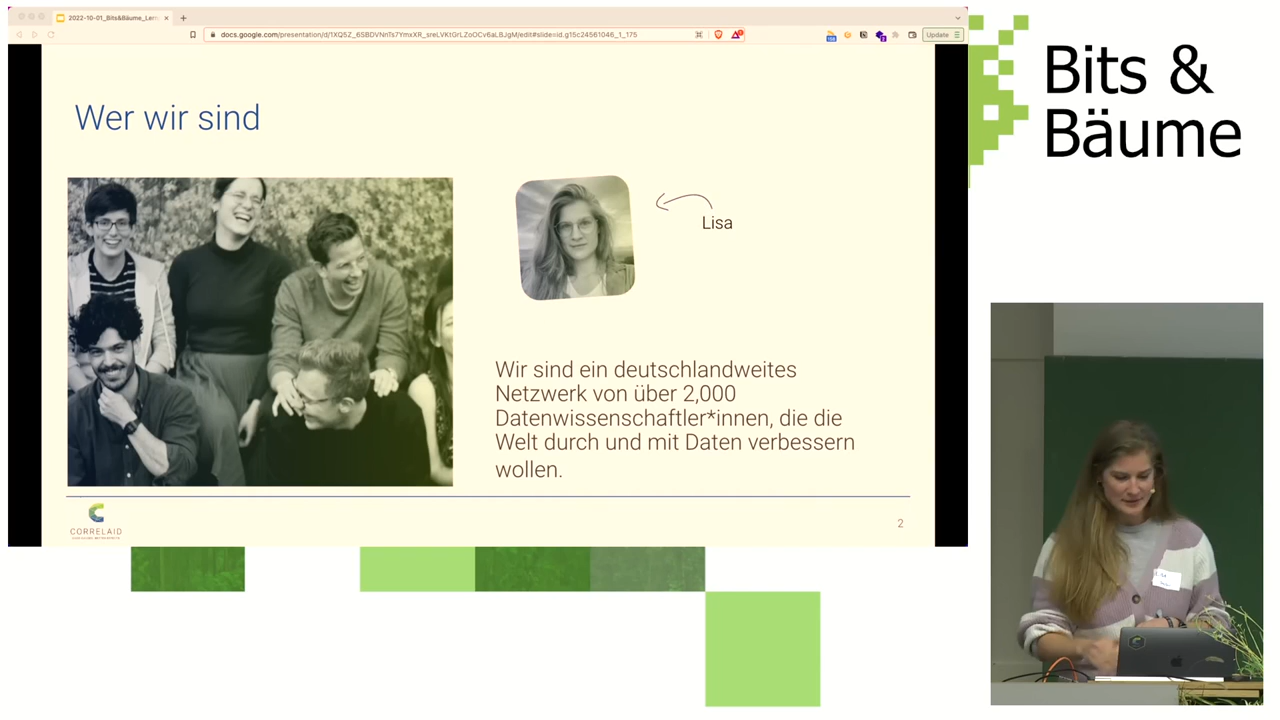 2022-10-01_Bits&Bäume_Ler
docs.google.com/presentation/d/1XQ5Z_6SBDVNnTs7YmxXR_sreLVKtGrLZoOCv6aLBJgM/edit#slide=id.g15c24561046_1_175
Update
Bits &
Bäume
Wer wir sind
Lisa
Wir sind ein deutschlandweites
Netzwerk von über 2,000
Datenwissenschaftler*innen, die die
Welt durch und mit Daten verbessern
wollen.
CORRELAID
2